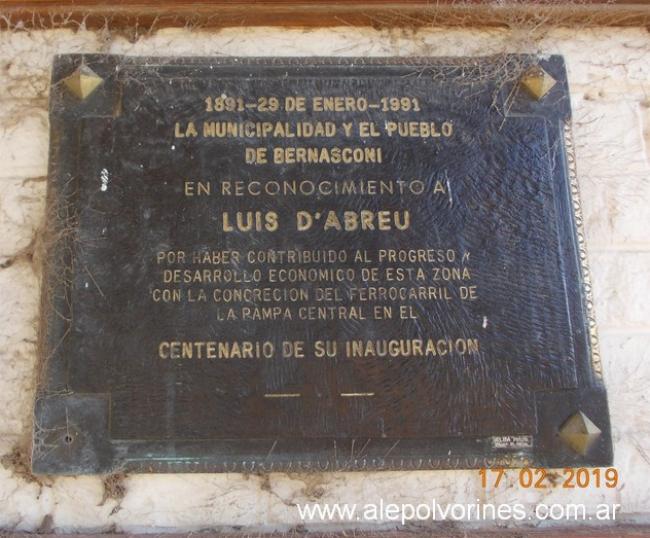 1891-29 DE ENERO-1991
LA MUNICIPALIDAD Y EL PUEBLO
DE BERNASCONI
EN RECONOCIMIENTO A
LUIS D'ABREU
POR HABER CONTRIBUIDO AL PROGRESO Y
DESARROLLO ECONOMICO DE ESTA ZONA
CON LA CONCRECION DEL FERROCARRIL DE
LA PAMPA CENTRAL EN EL
CENTENARIO DE SU INAUGURACION
17 02 2019
www.alepolvorines.com.ar